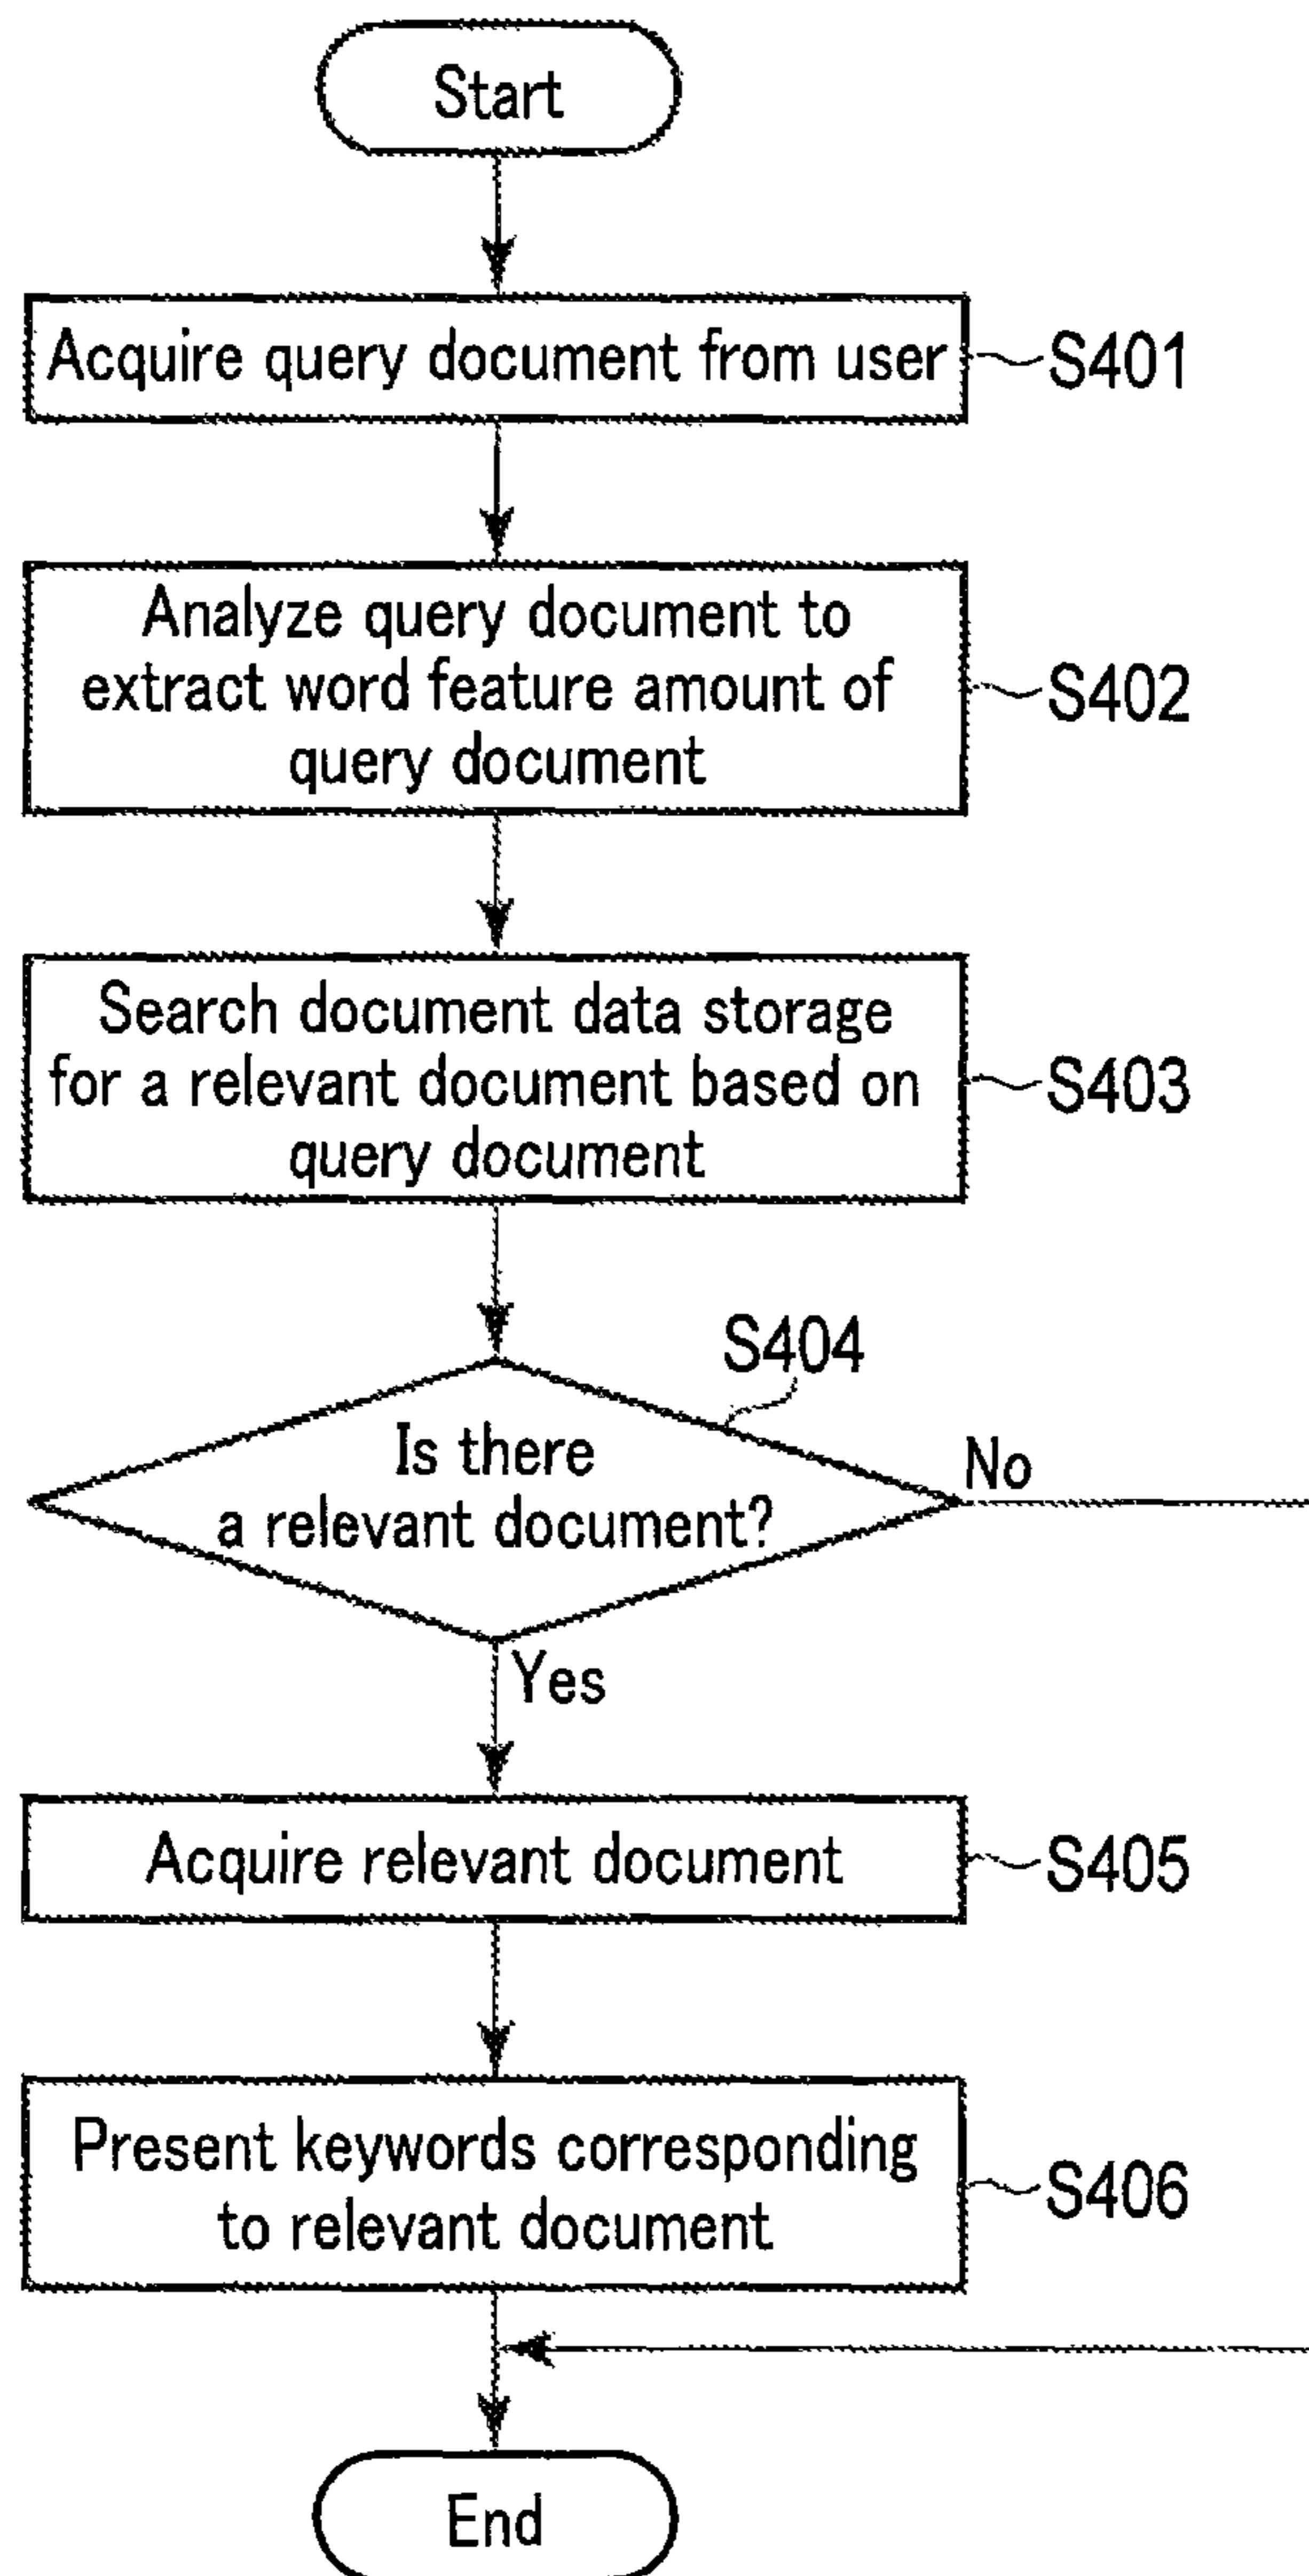 Start
Acquire query document from user
S401
Analyze query document to
extract word feature amount of
query document
S402
Search document data storage
for a relevant document based on
query document
S403
S404
Is there
a relevant document?
No
Yes
Acquire relevant document
S405
Present keywords corresponding
to relevant document
S406
End